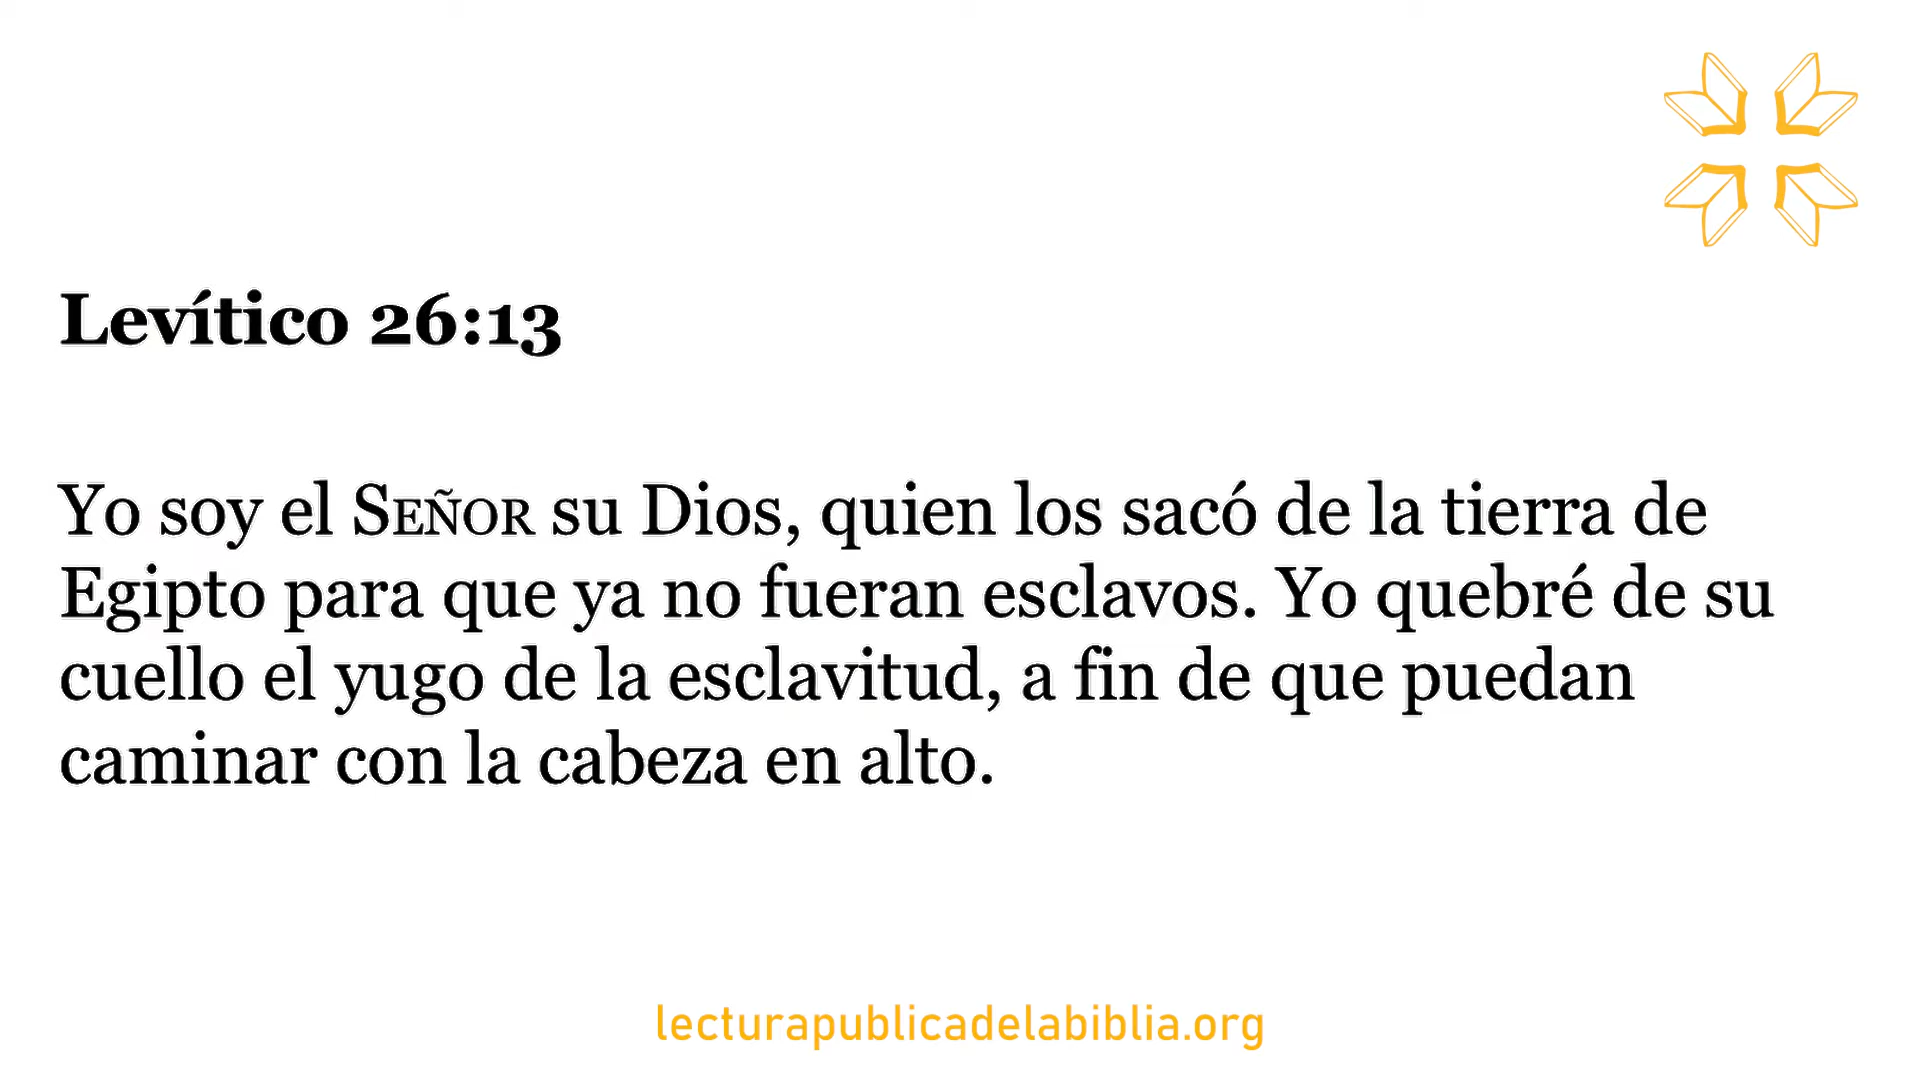 Levítico 26:13
Yo soy el SEÑOR su Dios, quien los sacó de la tierra de
Egipto para que ya no fueran esclavos. Yo quebré de su
cuello el yugo de la esclavitud, a fin de que puedan
caminar con la cabeza en alto.
lecturapublicadelabiblia.org